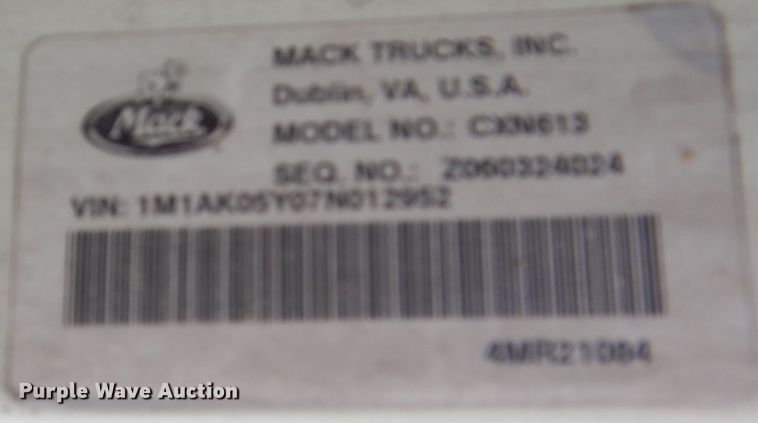 MACK TRUCKS, INC.
Dublin, VA, U.S.A.
Mack
MODEL NO.: CXN613
SEQ. NO.: Z060324024
VIN: 1M1AK05Y07N012952
4MR21084
Purple Wave Auction